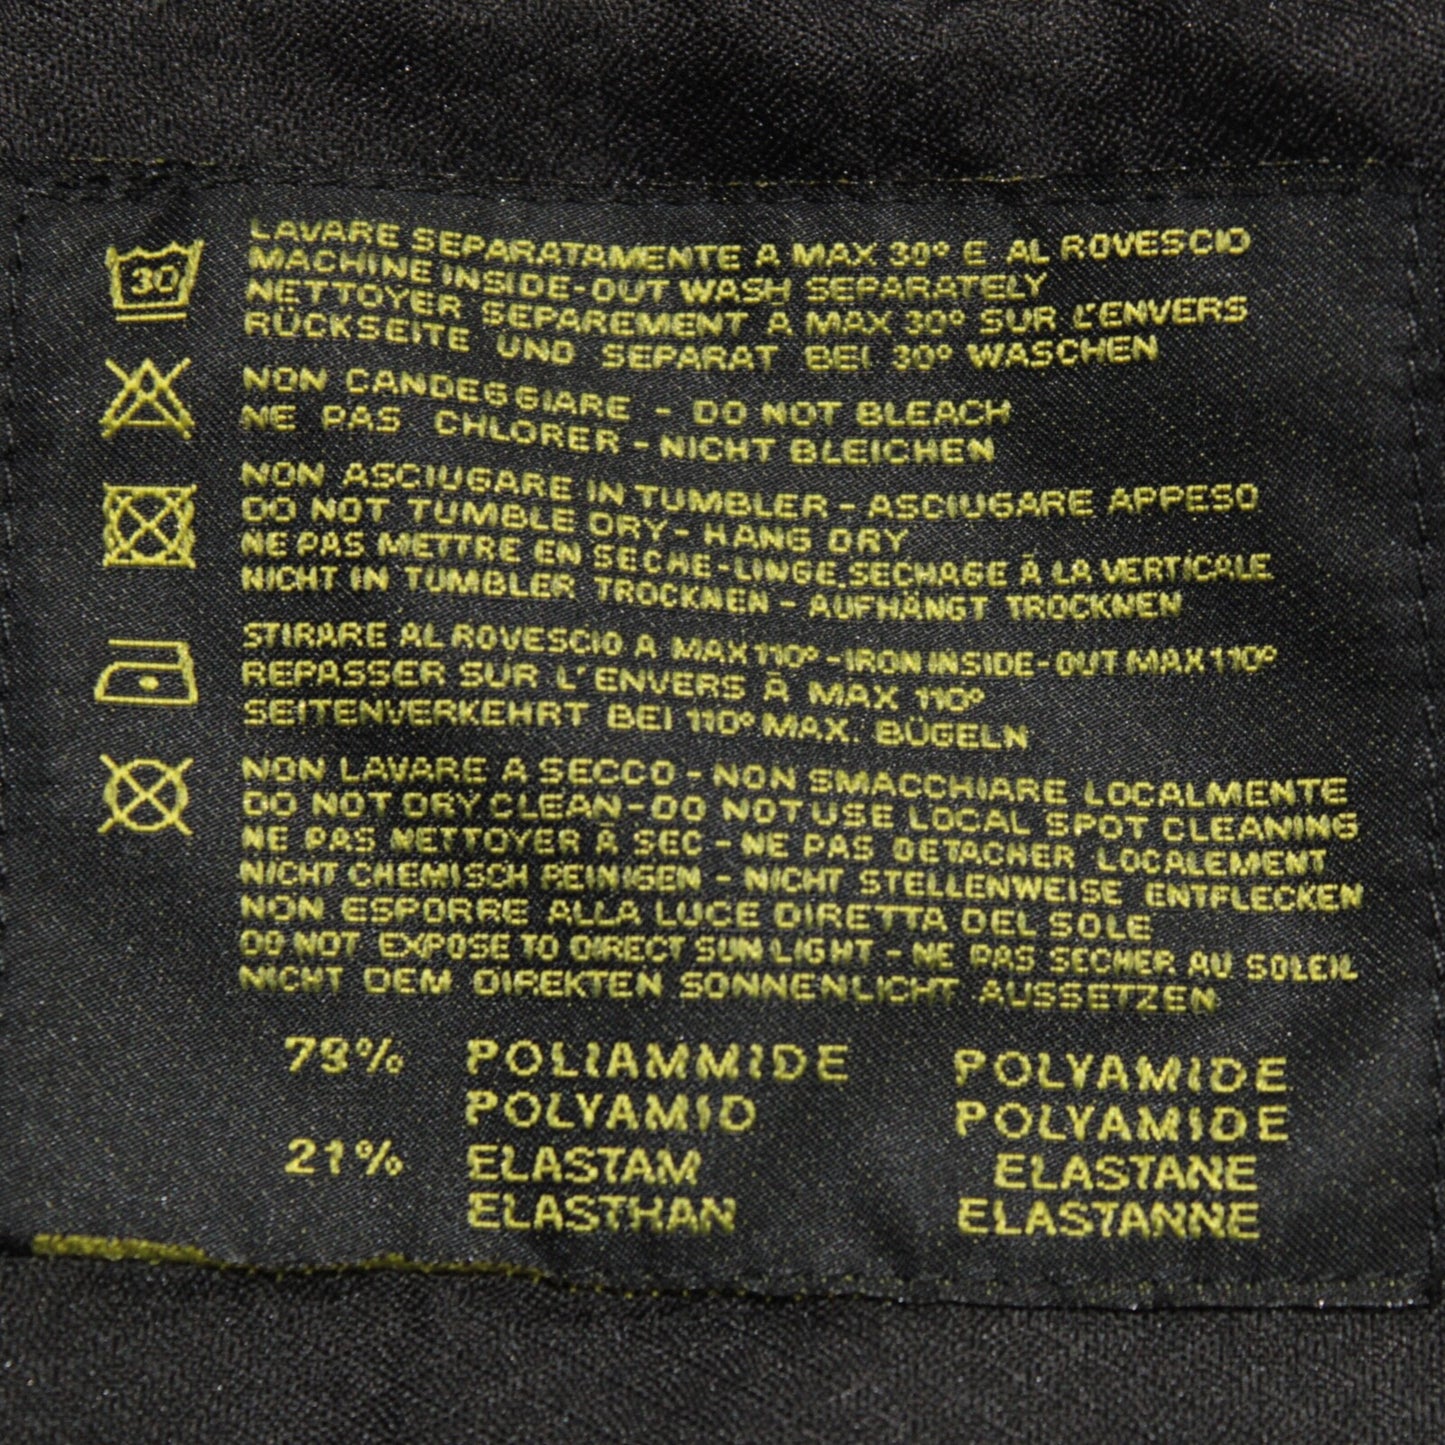 30
LAVARE SEPARATAMENTE A MAX 30° E AL ROVESCIO
MACHINE INSIDE-OUT WASH SEPARATELY
NETTOYER SEPAREMENT A MAX 30° SUR L'ENVERS
RÜCKSEITE UND SEPARAT BEI 30° WASCHEN
NON CANDEGGIARE - DO NOT BLEACH
NE PAS CHLORER - NICHT BLEICHEN
NON ASCIUGARE IN TUMBLER - ASCIUGARE APPESO
DO NOT TUMBLE DRY - HANG DRY
NE PAS METTRE EN SECHE-LINGE.SECHAGE À LA VERTICALE
NICHT IN TUMBLER TROCKNEN - AUFHÄNGT TROCKNEN
STIRARE AL ROVESCIO A MAX 110° - IRON INSIDE-OUT MAX 110°
REPASSER SUR L'ENVERS À MAX 110°
SEITENVERKEHRT BEI 110° MAX. BÜGELN
NON LAVARE A SECCO - NON SMACCHIARE LOCALMENTE
DO NOT DRY CLEAN - DO NOT USE LOCAL SPOT CLEANING
NE PAS NETTOYER À SEC - NE PAS DETACHER LOCALEMENT
NICHT CHEMISCH REINIGEN - NICHT STELLENWEISE ENTFLECKEN
NON ESPORRE ALLA LUCE DIRETTA DEL SOLE
DO NOT EXPOSE TO DIRECT SUN LIGHT - NE PAS SECHER AU SOLEIL
NICHT DEM DIREKTEN SONNENLICHT AUSSETZEN
79% POLIAMMIDE POLYAMIDE
POLYAMID POLYAMIDE
21% ELASTAM ELASTANE
ELASTHAN ELASTANNE